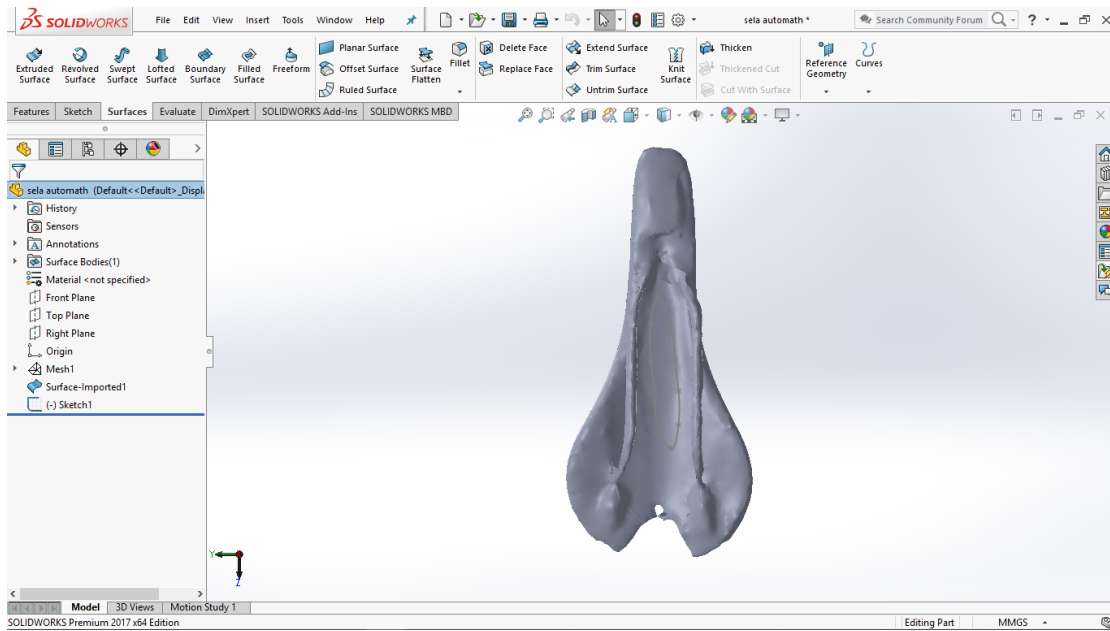 SOLIDWORKS File Edit View Insert Tools Window Help sela automath * Search Community Forum
Extruded Surface
Revolved Surface
Swept Surface
Lofted Surface
Boundary Surface
Filled Surface
Freeform
Planar Surface
Offset Surface
Ruled Surface
Surface Flatten
Fillet
Delete Face
Replace Face
Extend Surface
Trim Surface
Untrim Surface
Knit Surface
Thicken
Thickened Cut
Cut With Surface
Reference Geometry
Curves
Features Sketch Surfaces Evaluate DimXpert SOLIDWORKS Add-Ins SOLIDWORKS MBD
sela automath (Default<<Default>_Displ
History
Sensors
Annotations
Surface Bodies(1)
Material <not specified>
Front Plane
Top Plane
Right Plane
Origin
Mesh1
Surface-Imported1
(-) Sketch1
Y
Z
Model 3D Views Motion Study 1
SOLIDWORKS Premium 2017 x64 Edition Editing Part MMGS